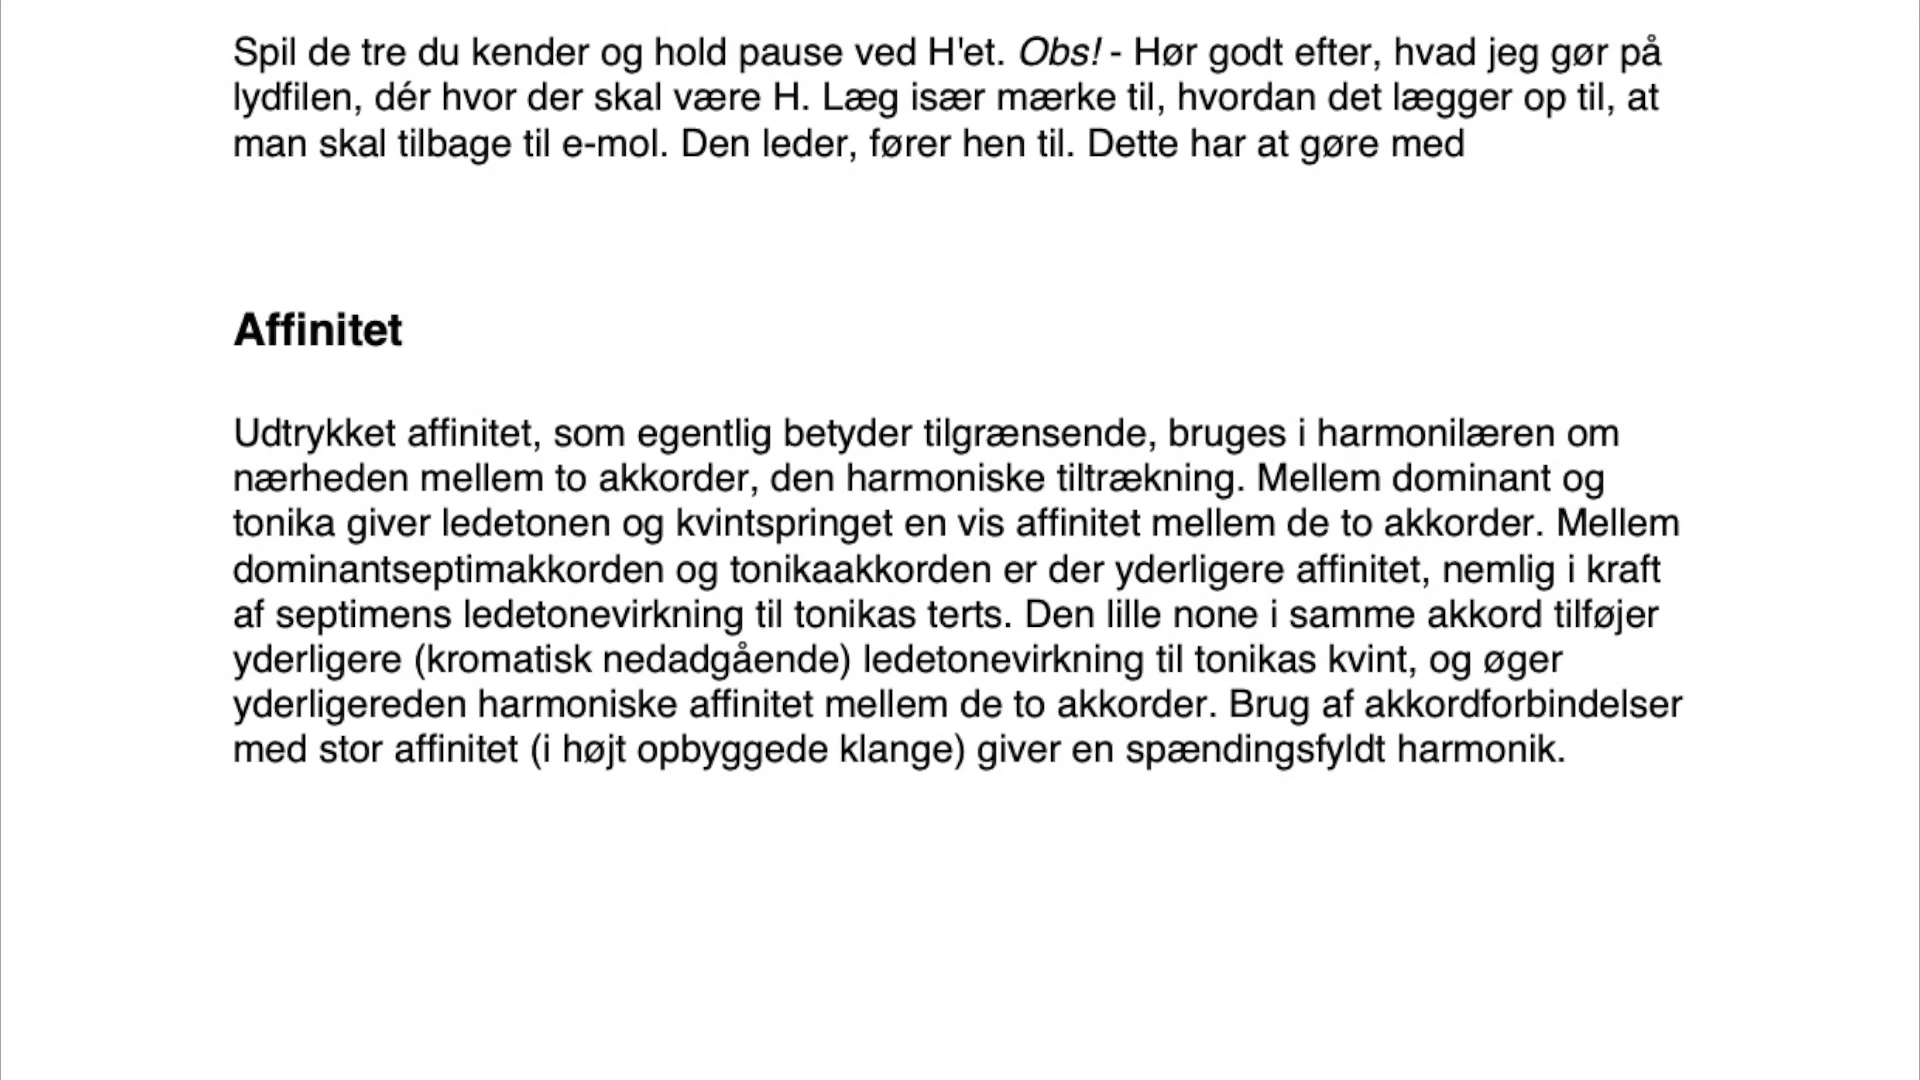 Spil de tre du kender og hold pause ved H'et. Obs! - Hør godt efter, hvad jeg gør på
lydfilen, dér hvor der skal være H. Læg især mærke til, hvordan det lægger op til, at
man skal tilbage til e-mol. Den leder, fører hen til. Dette har at gøre med
Affinitet
Udtrykket affinitet, som egentlig betyder tilgrænsende, bruges i harmonilæren om
nærheden mellem to akkorder, den harmoniske tiltrækning. Mellem dominant og
tonika giver ledetonen og kvintspringet en vis affinitet mellem de to akkorder. Mellem
dominantseptimakkorden og tonikaakkorden er der yderligere affinitet, nemlig i kraft
af septimens ledetonevirkning til tonikas terts. Den lille none i samme akkord tilføjer
yderligere (kromatisk nedadgående) ledetonevirkning til tonikas kvint, og øger
yderligereden harmoniske affinitet mellem de to akkorder. Brug af akkordforbindelser
med stor affinitet (i højt opbyggede klange) giver en spændingsfyldt harmonik.